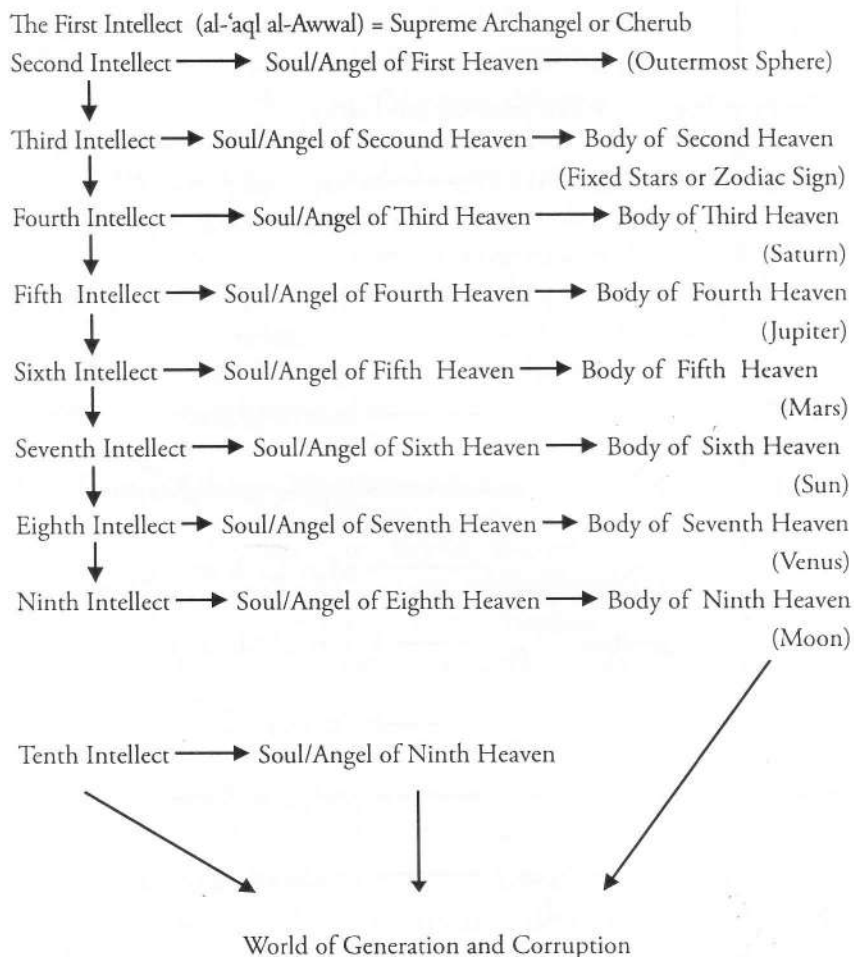 The First Intellect (al-‘aql al-Awwal) = Supreme Archangel or Cherub
Second Intellect Soul/Angel of First Heaven (Outermost Sphere)
Third Intellect Soul/Angel of Secound Heaven Body of Second Heaven
(Fixed Stars or Zodiac Sign)
Fourth Intellect Soul/Angel of Third Heaven Body of Third Heaven
(Saturn)
Fifth Intellect Soul/Angel of Fourth Heaven Body of Fourth Heaven
(Jupiter)
Sixth Intellect Soul/Angel of Fifth Heaven Body of Fifth Heaven
(Mars)
Seventh Intellect Soul/Angel of Sixth Heaven Body of Sixth Heaven
(Sun)
Eighth Intellect Soul/Angel of Seventh Heaven Body of Seventh Heaven
(Venus)
Ninth Intellect Soul/Angel of Eighth Heaven Body of Ninth Heaven
(Moon)
Tenth Intellect Soul/Angel of Ninth Heaven
World of Generation and Corruption